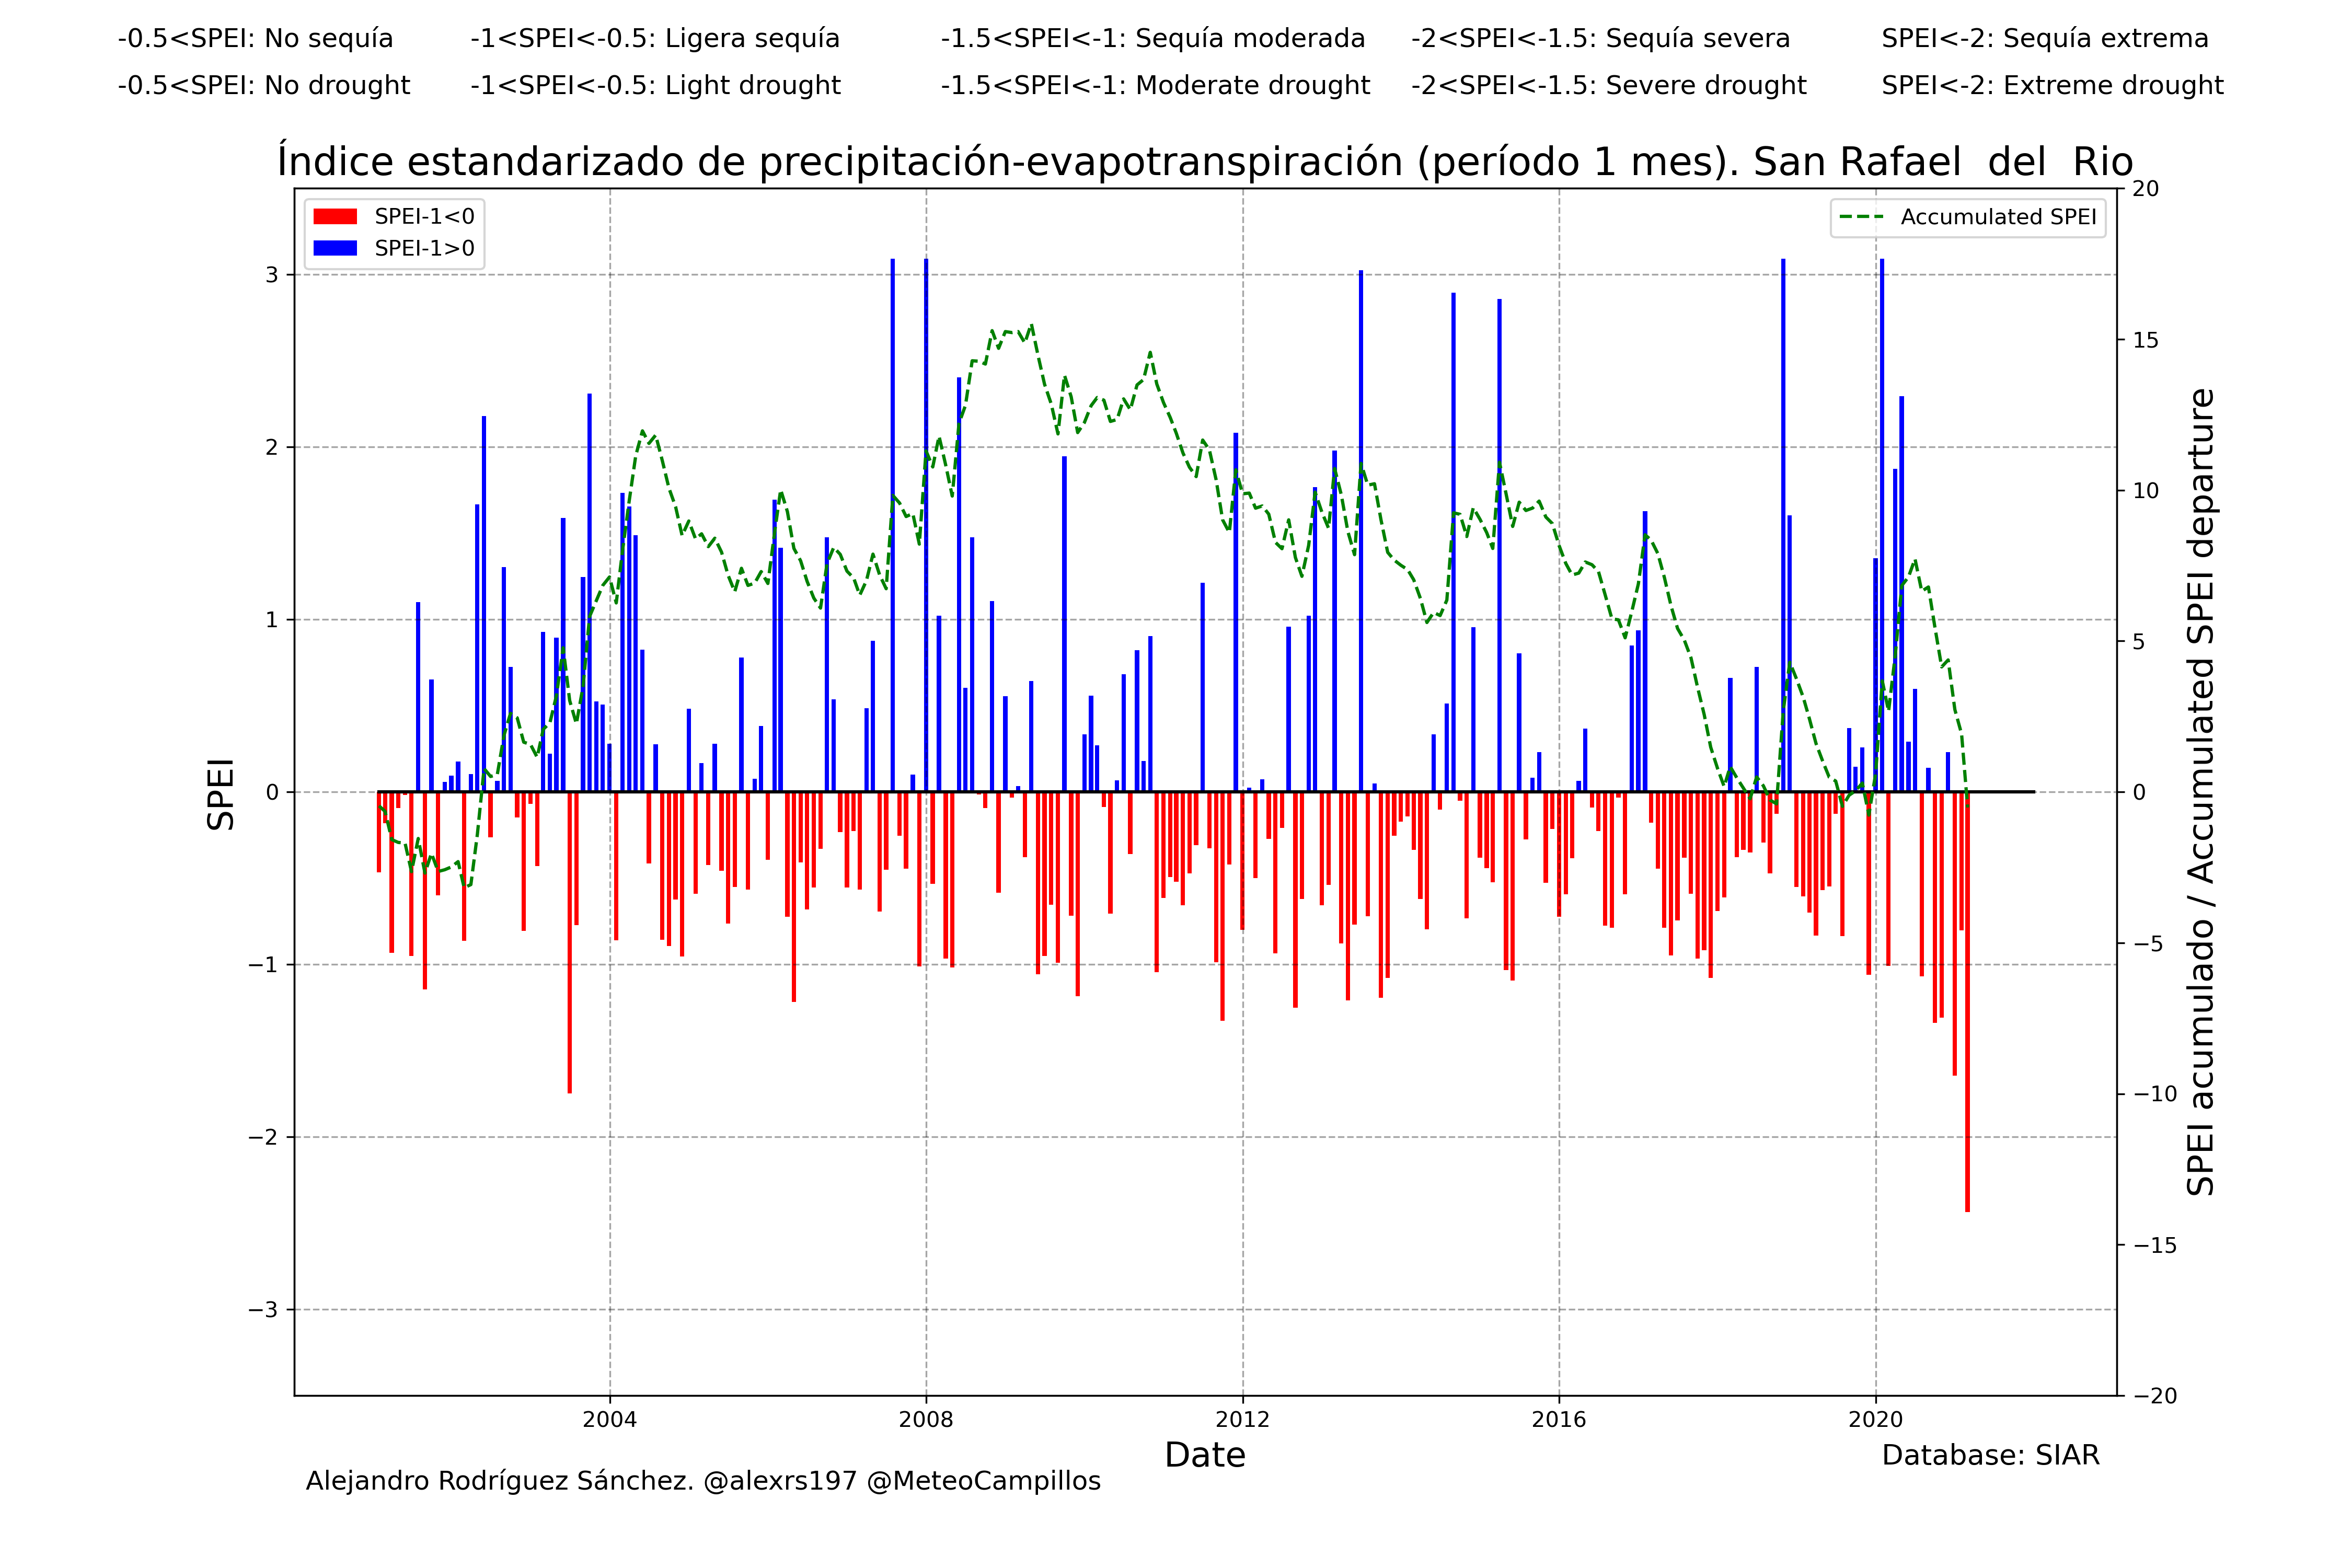 -0.5<SPEI: No sequía -1<SPEI<-0.5: Ligera sequía -1.5<SPEI<-1: Sequía moderada -2<SPEI<-1.5: Sequía severa SPEI<-2: Sequía extrema
-0.5<SPEI: No drought -1<SPEI<-0.5: Light drought -1.5<SPEI<-1: Moderate drought -2<SPEI<-1.5: Severe drought SPEI<-2: Extreme drought
Índice estandarizado de precipitación-evapotranspiración (período 1 mes). San Rafael  del  Rio
SPEI-1<0
SPEI-1>0
Accumulated SPEI
SPEI
3
2
1
0
−1
−2
−3
20
15
10
5
0
−5
−10
−15
−20
SPEI acumulado / Accumulated SPEI departure
2004 2008 2012 2016 2020
Date
Database: SIAR
Alejandro Rodríguez Sánchez. @alexrs197 @MeteoCampillos